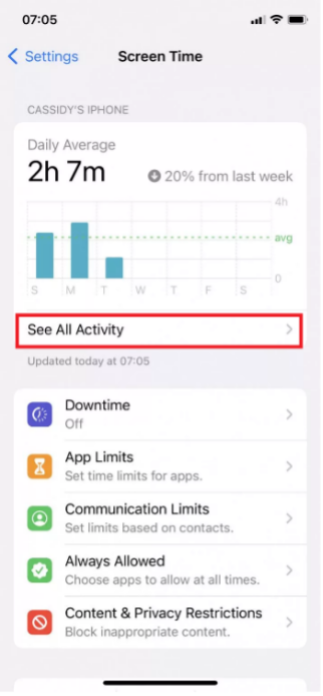 07:05
Settings
Screen Time
CASSIDY'S IPHONE
Daily Average
2h 7m
20% from last week
4h
avg
0
S M T W T F S
See All Activity
Updated today at 07:05
Downtime
Off
App Limits
Set time limits for apps.
Communication Limits
Set limits based on contacts.
Always Allowed
Choose apps to allow at all times.
Content & Privacy Restrictions
Block inappropriate content.